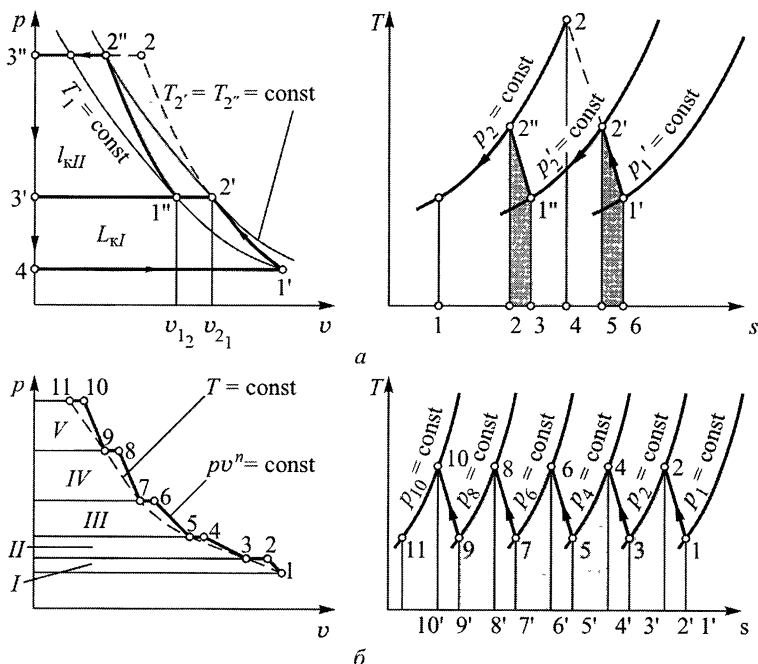 p
3″
2″
2
T₂′ = T₂″ = const
T₁ = const
lкII
3′
2′
1″
LкI
4
1′
v₁₂
v₂₁
v
T
2
p₂ = const
2″
p₂′ = const
2′
p₁′ = const
1″
1′
1
2
3
4
5
6
s
а
p
11
10
T = const
V
9
8
pvⁿ = const
IV
7
6
III
5
4
II
3
2
I
1
v
T
p₁₀ = const
10
p₈ = const
8
p₆ = const
6
p₄ = const
4
p₂ = const
2
p₁ = const
11
9
7
5
3
1
10′ 9′ 8′ 7′ 6′ 5′ 4′ 3′ 2′ 1′
s
б